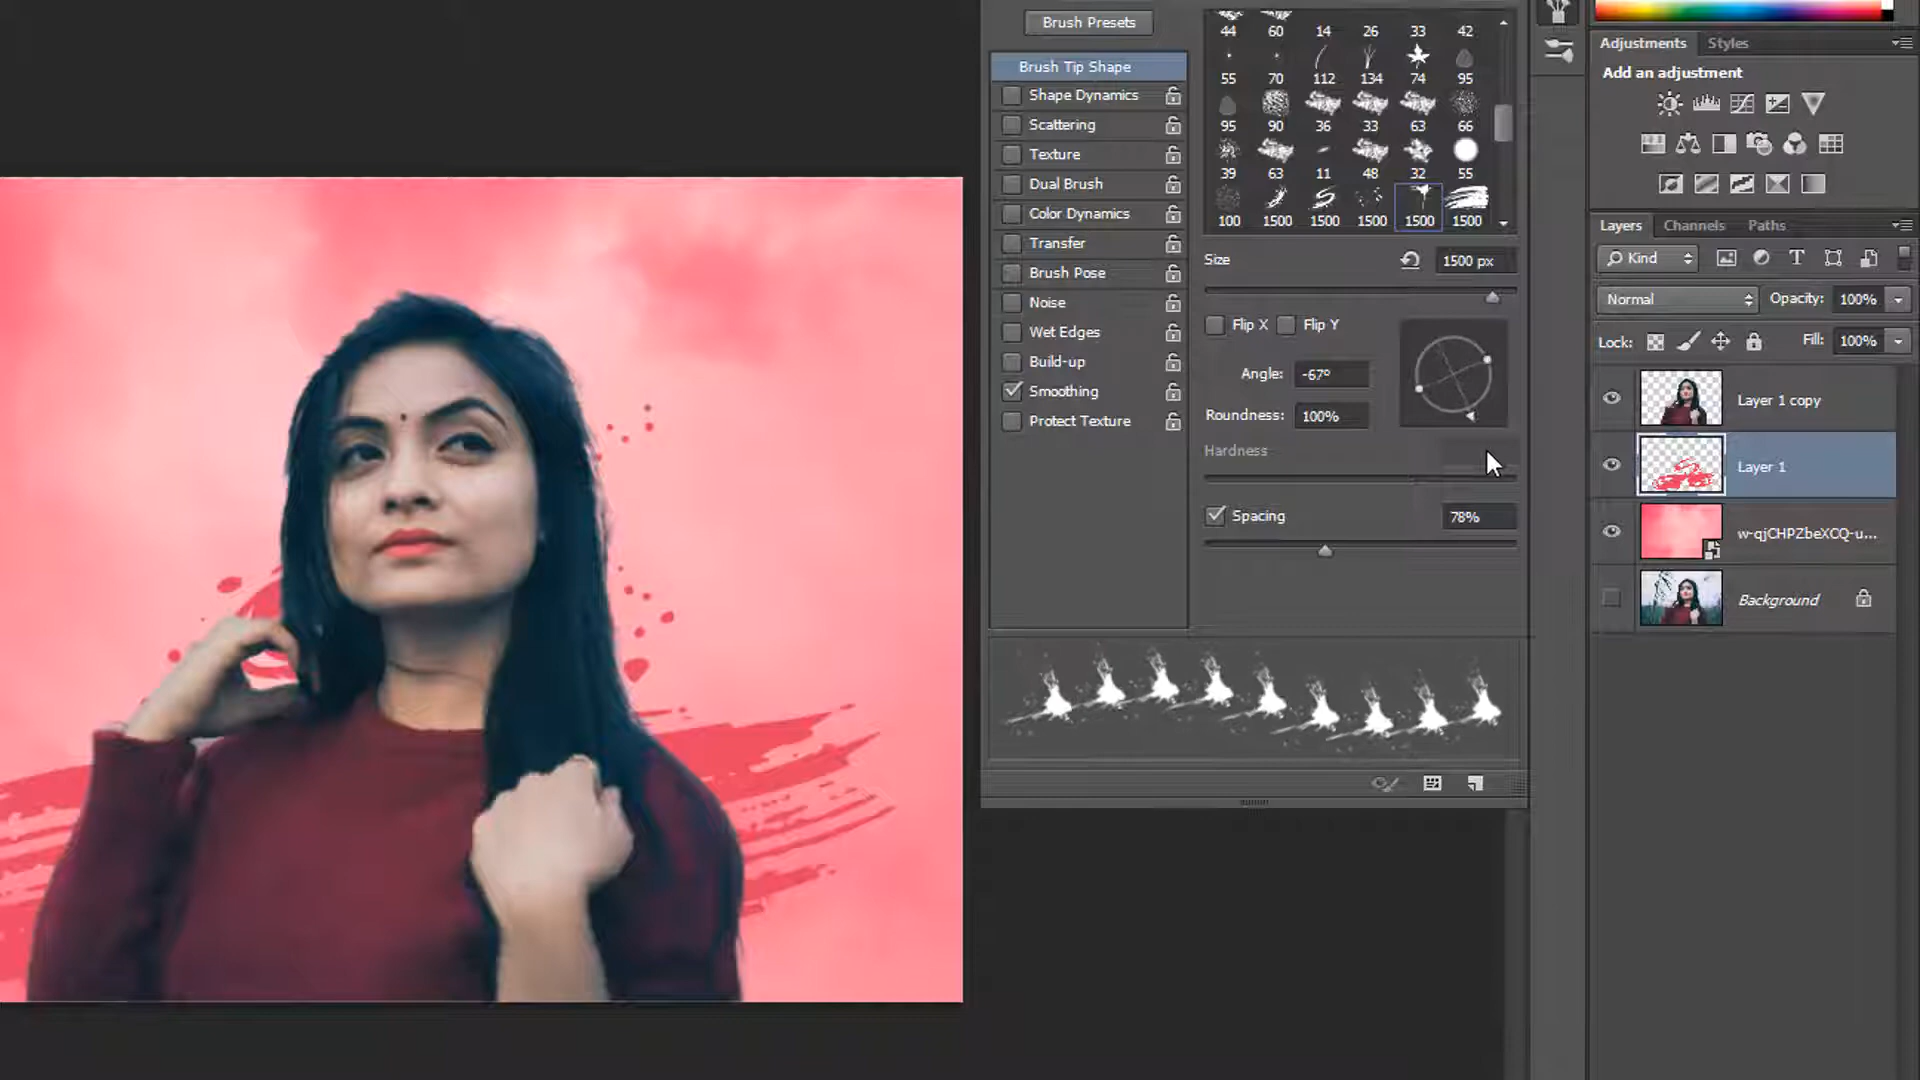 Brush Presets
Brush Tip Shape
Shape Dynamics
Scattering
Texture
Dual Brush
Color Dynamics
Transfer
Brush Pose
Noise
Wet Edges
Build-up
Smoothing
Protect Texture
44 60 14 26 33 42
55 70 112 134 74 95
95 90 36 33 63 66
39 63 11 48 32 55
100 1500 1500 1500 1500 1500
Size 1500 px
Flip X Flip Y
Angle: -67°
Roundness: 100%
Hardness
Spacing 78%
Adjustments Styles
Add an adjustment
Layers Channels Paths
Kind
Normal Opacity: 100%
Lock: Fill: 100%
Layer 1 copy
Layer 1
w-qjCHPZbeXCQ-u...
Background